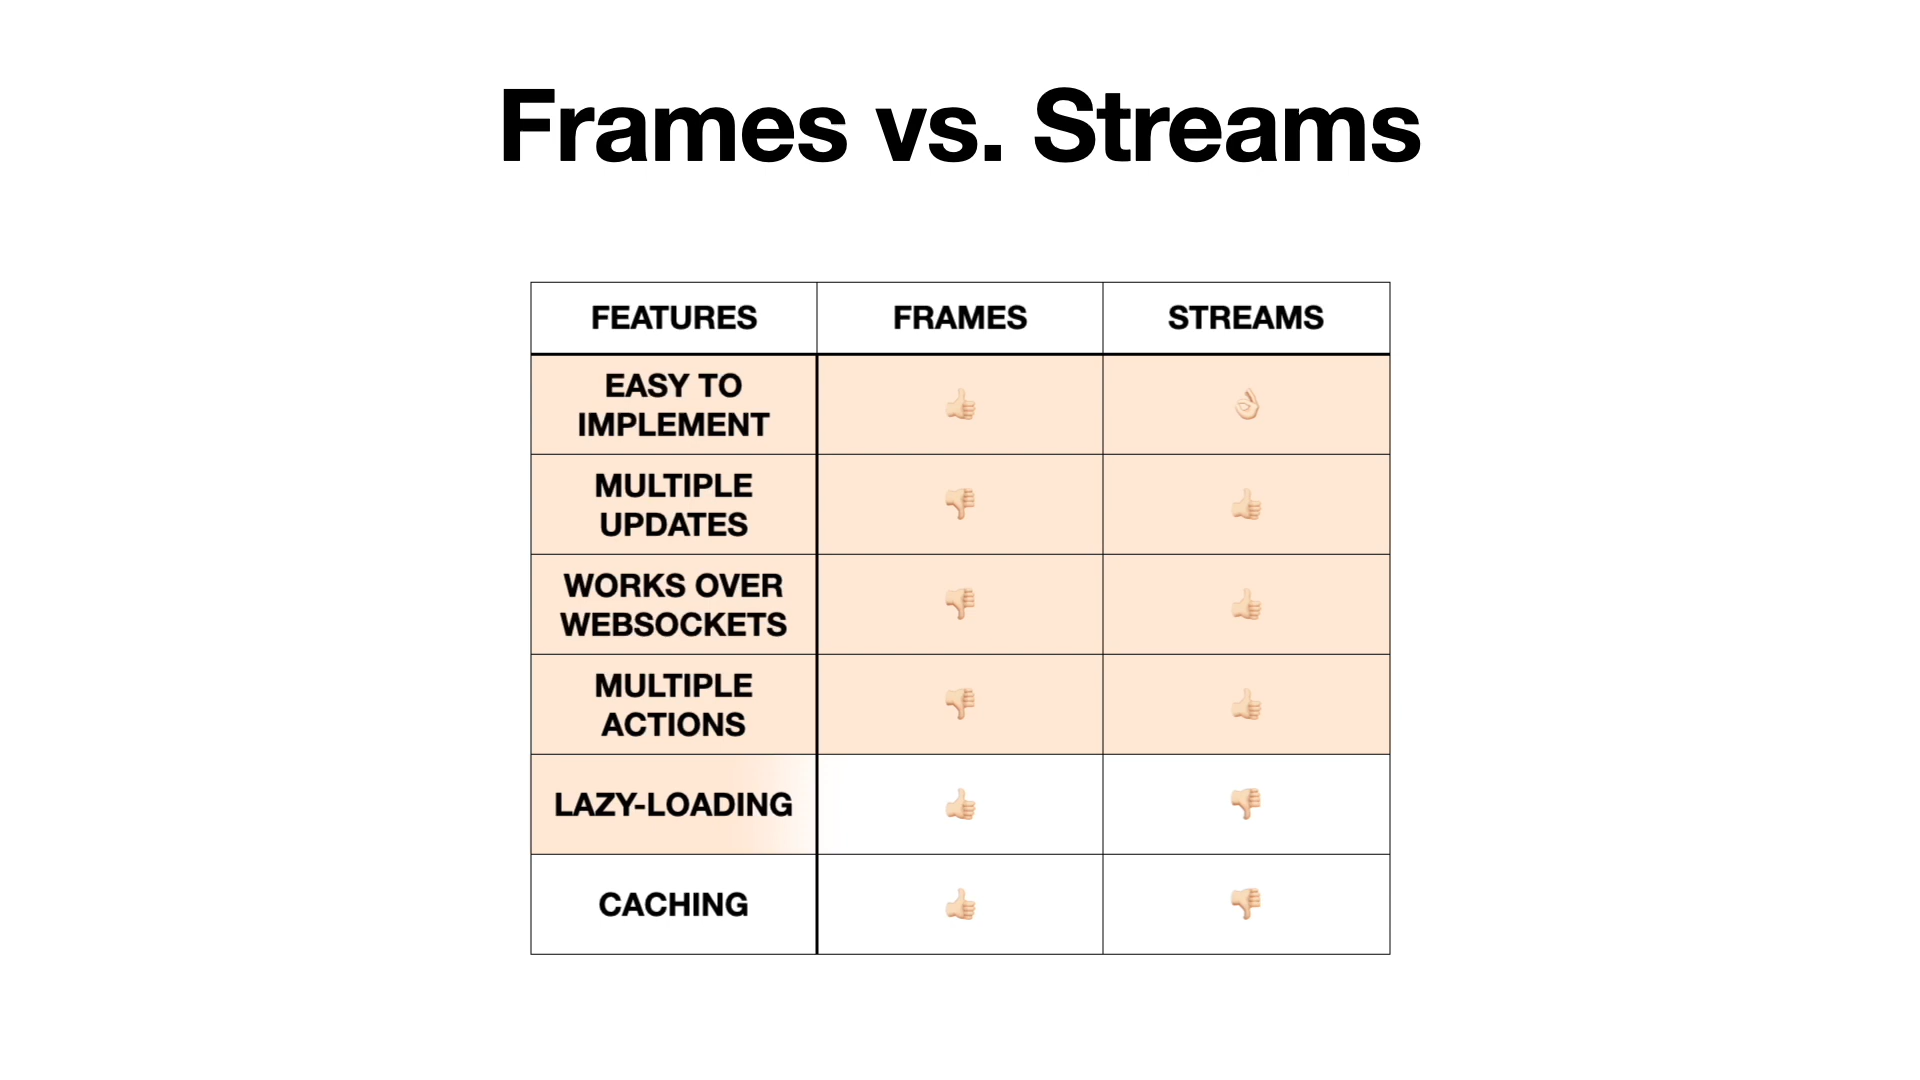 Frames vs. Streams
FEATURES
FRAMES
STREAMS
EASY TO
IMPLEMENT
👍🏻
👌🏻
MULTIPLE
UPDATES
👎🏻
👍🏻
WORKS OVER
WEBSOCKETS
👎🏻
👍🏻
MULTIPLE
ACTIONS
👎🏻
👍🏻
LAZY-LOADING
👍🏻
👎🏻
CACHING
👍🏻
👎🏻